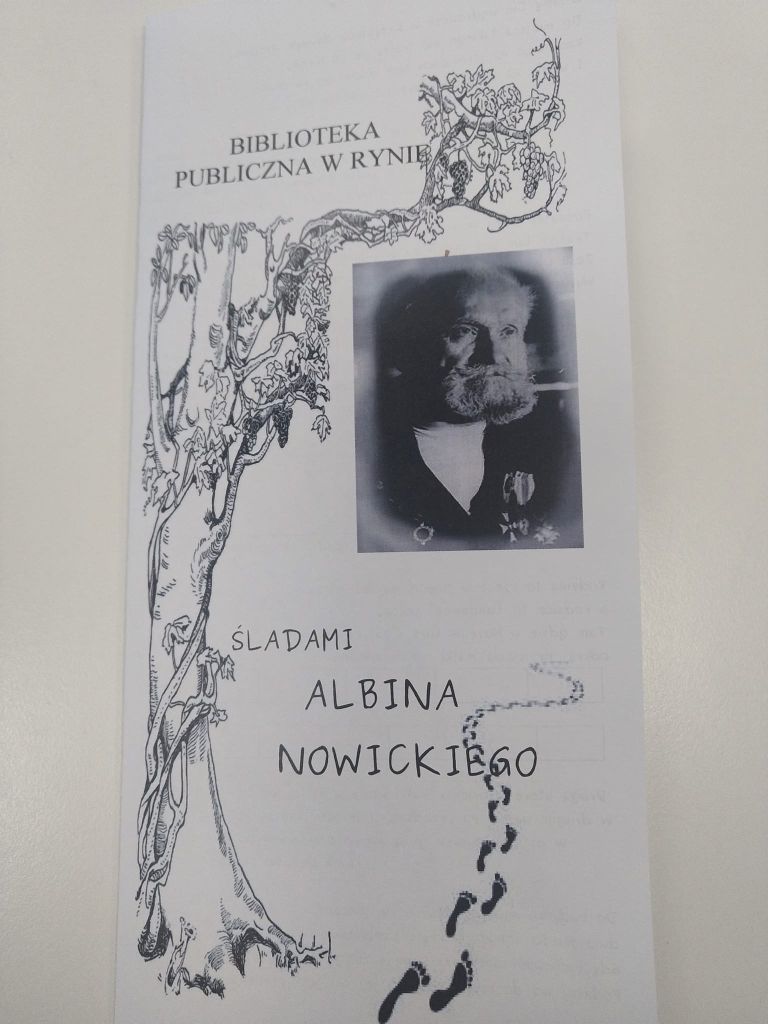 BIBLIOTEKA
PUBLICZNA W RYNIE
ŚLADAMI
ALBINA
NOWICKIEGO